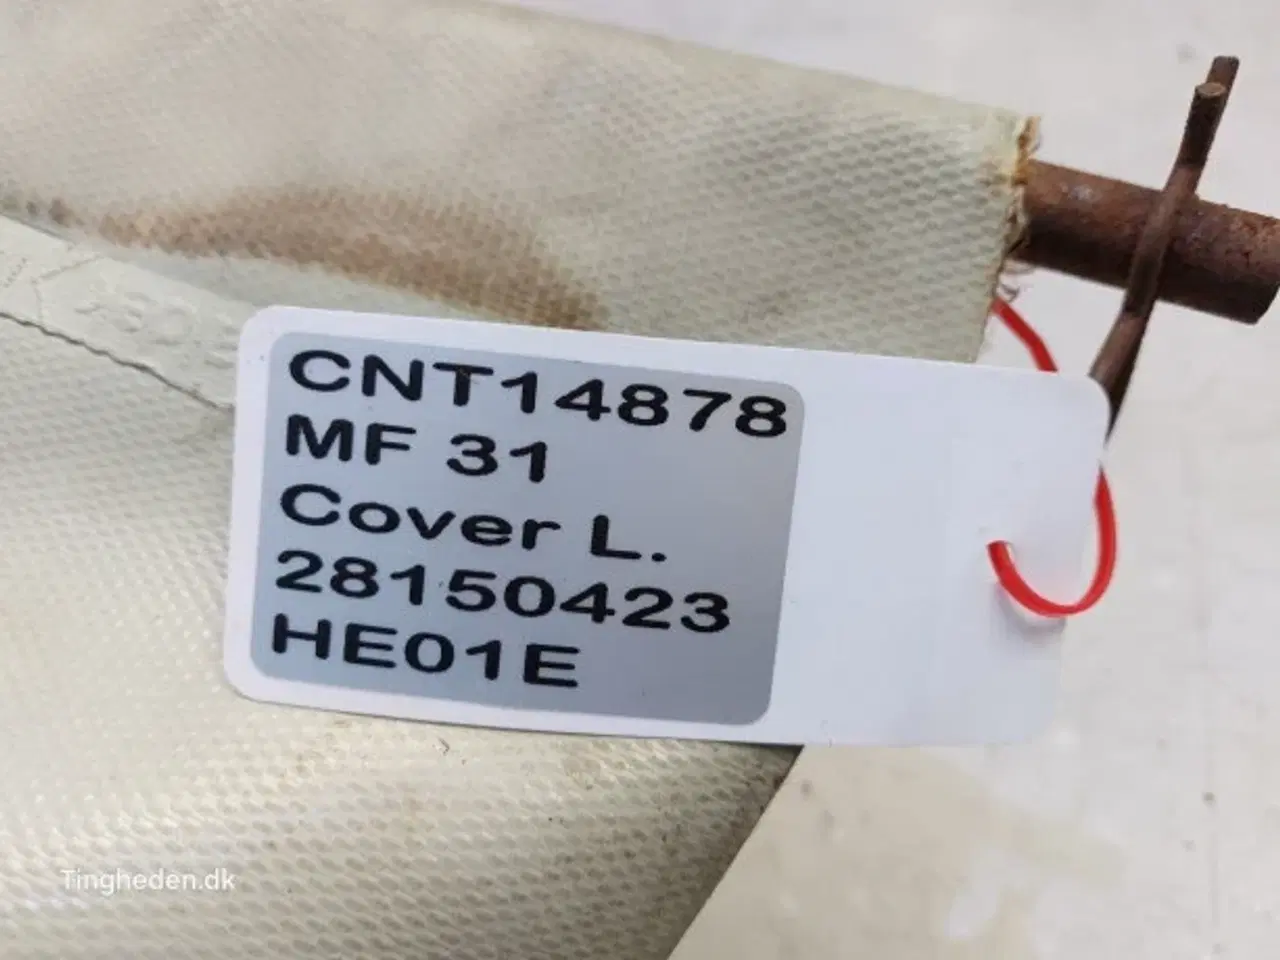 CNT14878
MF 31
Cover L.
28150423
HE01E
Tingheden.dk